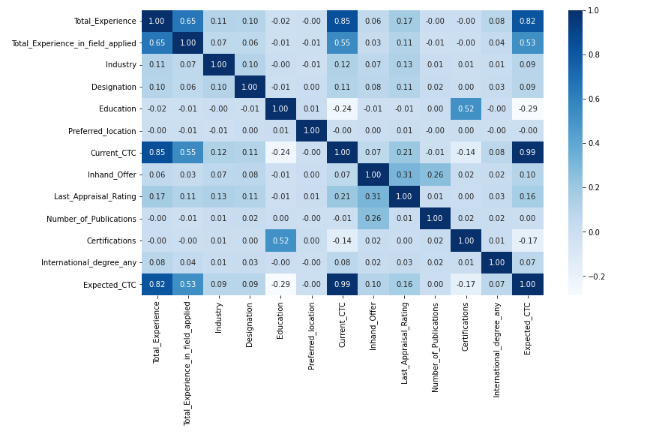 Total_Experience 1.00 0.65 0.11 0.10 -0.02 -0.00 0.85 0.06 0.17 -0.00 -0.00 0.08 0.82
Total_Experience_in_field_applied 0.65 1.00 0.07 0.06 -0.01 -0.01 0.55 0.03 0.11 -0.01 -0.00 0.04 0.53
Industry 0.11 0.07 1.00 0.10 -0.00 -0.01 0.12 0.07 0.13 0.01 0.01 0.01 0.09
Designation 0.10 0.06 0.10 1.00 -0.01 0.00 0.11 0.08 0.11 0.02 0.00 0.03 0.09
Education -0.02 -0.01 -0.00 -0.01 1.00 0.01 -0.24 -0.01 -0.01 0.00 0.52 -0.00 -0.29
Preferred_location -0.00 -0.01 -0.01 0.00 0.01 1.00 -0.00 0.00 0.01 -0.00 0.00 -0.00 -0.00
Current_CTC 0.85 0.55 0.12 0.11 -0.24 -0.00 1.00 0.07 0.21 -0.01 -0.14 0.08 0.99
Inhand_Offer 0.06 0.03 0.07 0.08 -0.01 0.00 0.07 1.00 0.31 0.26 0.02 0.02 0.10
Last_Appraisal_Rating 0.17 0.11 0.13 0.11 -0.01 0.01 0.21 0.31 1.00 0.01 0.00 0.03 0.16
Number_of_Publications -0.00 -0.01 0.01 0.02 0.00 -0.00 -0.01 0.26 0.01 1.00 0.02 0.02 0.00
Certifications -0.00 -0.00 0.01 0.00 0.52 0.00 -0.14 0.02 0.00 0.02 1.00 0.01 -0.17
International_degree_any 0.08 0.04 0.01 0.03 -0.00 -0.00 0.08 0.02 0.03 0.02 0.01 1.00 0.07
Expected_CTC 0.82 0.53 0.09 0.09 -0.29 -0.00 0.99 0.10 0.16 0.00 -0.17 0.07 1.00
Total_Experience
Total_Experience_in_field_applied
Industry
Designation
Education
Preferred_location
Current_CTC
Inhand_Offer
Last_Appraisal_Rating
Number_of_Publications
Certifications
International_degree_any
Expected_CTC
1.0
0.8
0.6
0.4
0.2
0.0
−0.2